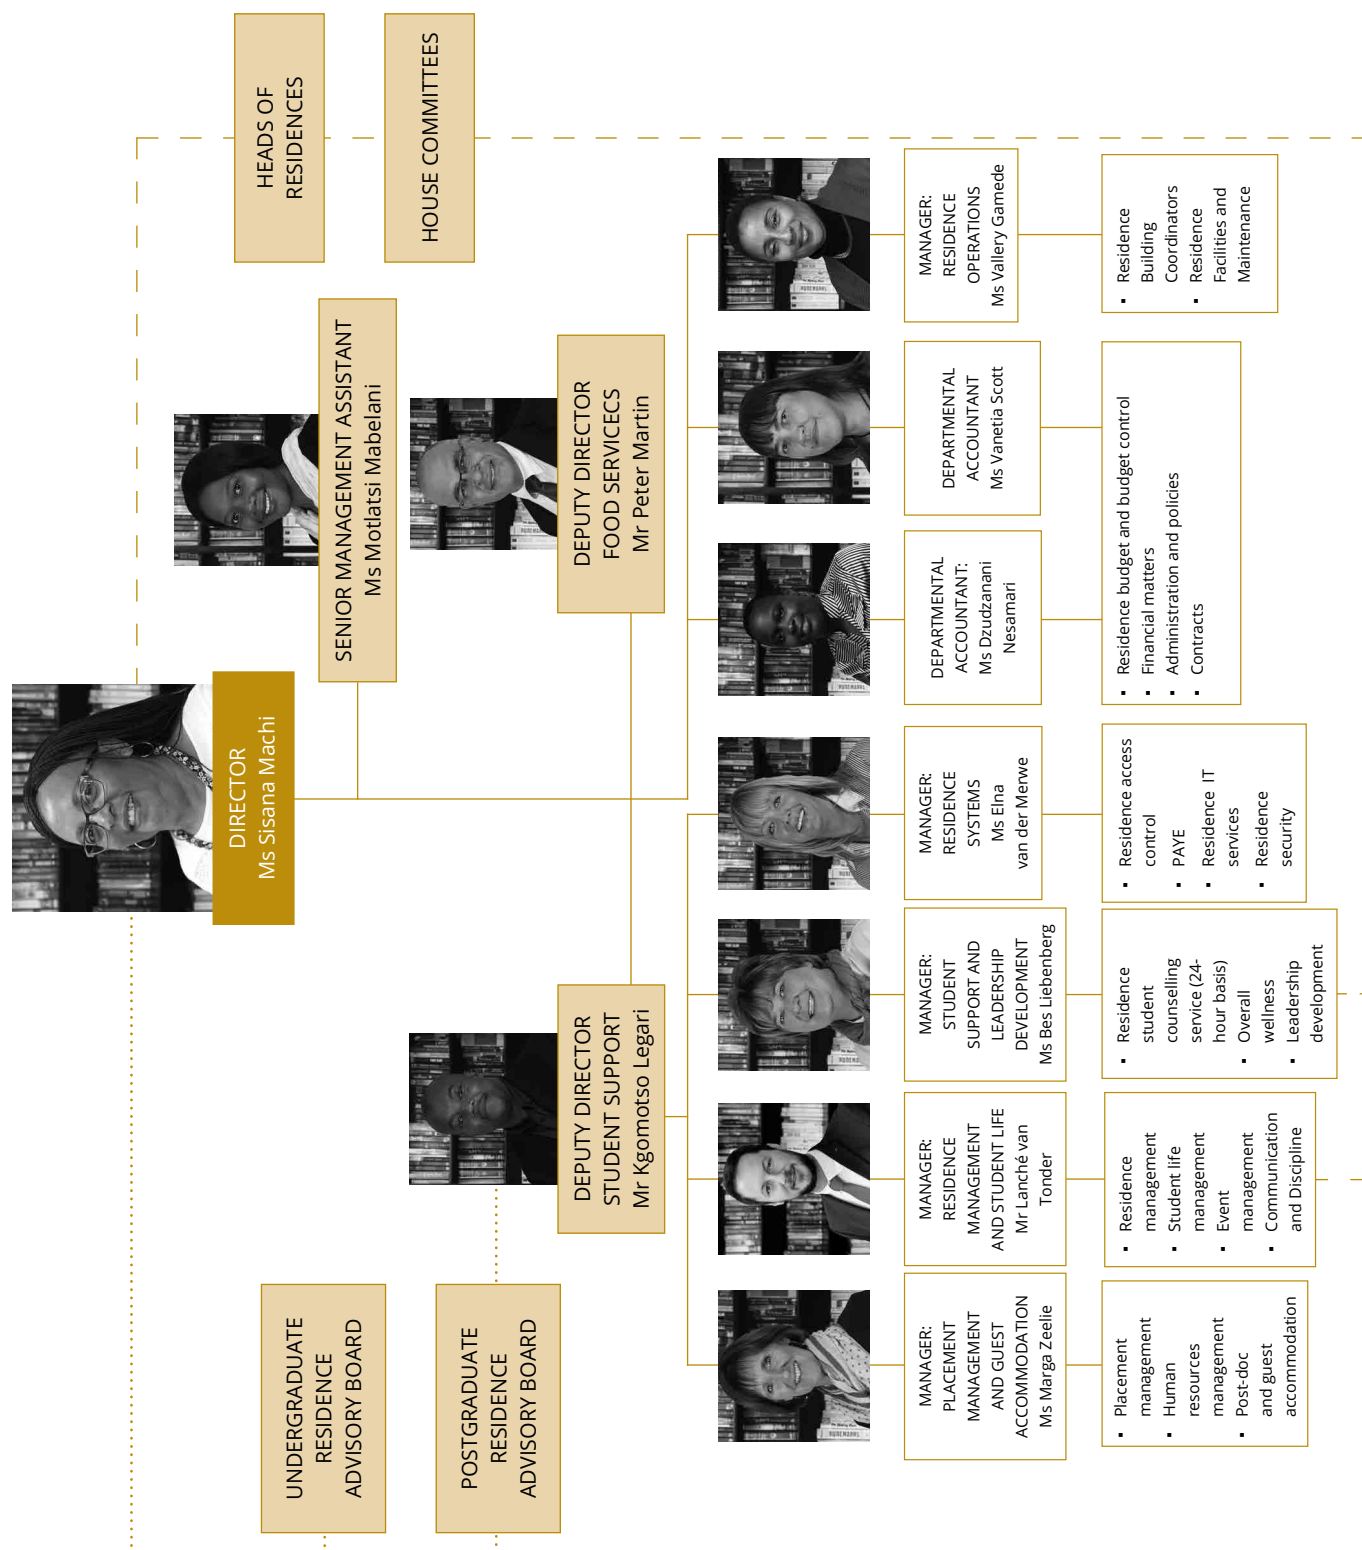 DIRECTOR
Ms Sisana Machi
SENIOR MANAGEMENT ASSISTANT
Ms Motlatsi Mabelani
HEADS OF
RESIDENCES
HOUSE COMMITTEES
UNDERGRADUATE
RESIDENCE
ADVISORY BOARD
POSTGRADUATE
RESIDENCE
ADVISORY BOARD
DEPUTY DIRECTOR
STUDENT SUPPORT
Mr Kgomotso Legari
DEPUTY DIRECTOR
FOOD SERVICECS
Mr Peter Martin
MANAGER:
PLACEMENT
MANAGEMENT
AND GUEST
ACCOMMODATION
Ms Marga Zeelie
MANAGER:
RESIDENCE
MANAGEMENT
AND STUDENT LIFE
Mr Lanché van
Tonder
MANAGER:
STUDENT
SUPPORT AND
LEADERSHIP
DEVELOPMENT
Ms Bes Liebenberg
MANAGER:
RESIDENCE
SYSTEMS
Ms Elna
van der Merwe
DEPARTMENTAL
ACCOUNTANT:
Ms Dzudzanani
Nesamari
DEPARTMENTAL
ACCOUNTANT
Ms Vanetia Scott
MANAGER:
RESIDENCE
OPERATIONS
Ms Vallery Gamede
▪ Placement
management
▪ Human
resources
management
▪ Post-doc
and guest
accommodation
▪ Residence
management
▪ Student life
management
▪ Event
management
▪ Communication
and Discipline
▪ Residence
student
counselling
service (24-
hour basis)
▪ Overall
wellness
▪ Leadership
development
▪ Residence access
control
▪ PAYE
▪ Residence IT
services
▪ Residence
security
▪ Residence budget and budget control
▪ Financial matters
▪ Administration and policies
▪ Contracts
▪ Residence
Building
Coordinators
▪ Residence
Facilities and
Maintenance